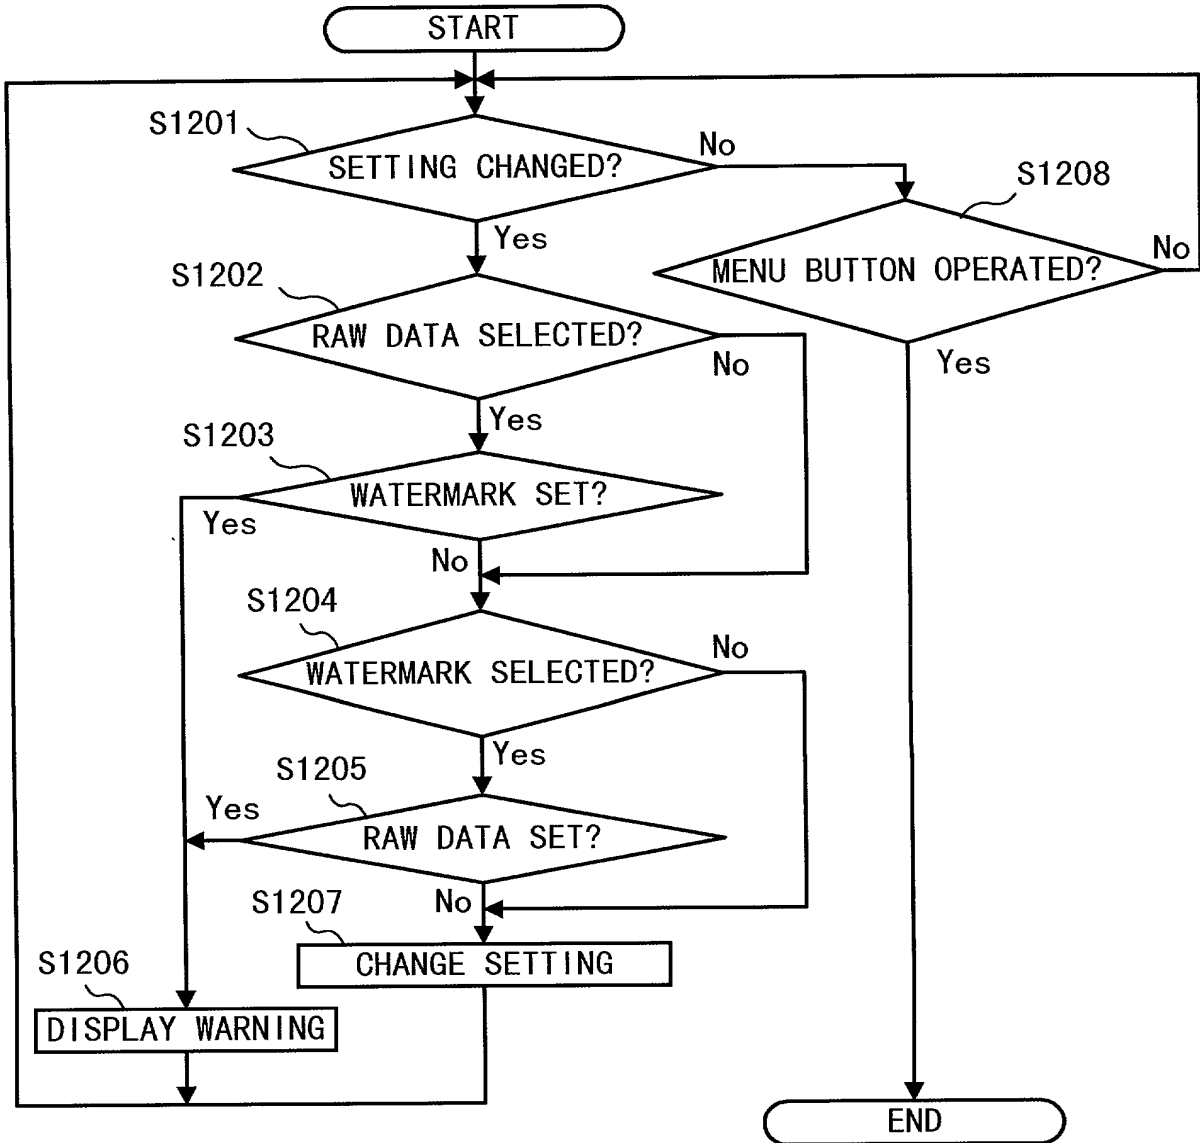 START
S1201
SETTING CHANGED?
No
S1208
Yes
MENU BUTTON OPERATED?
No
S1202
RAW DATA SELECTED?
No
Yes
Yes
S1203
WATERMARK SET?
Yes
No
S1204
WATERMARK SELECTED?
No
Yes
S1205
Yes
RAW DATA SET?
No
S1207
CHANGE SETTING
S1206
DISPLAY WARNING
END